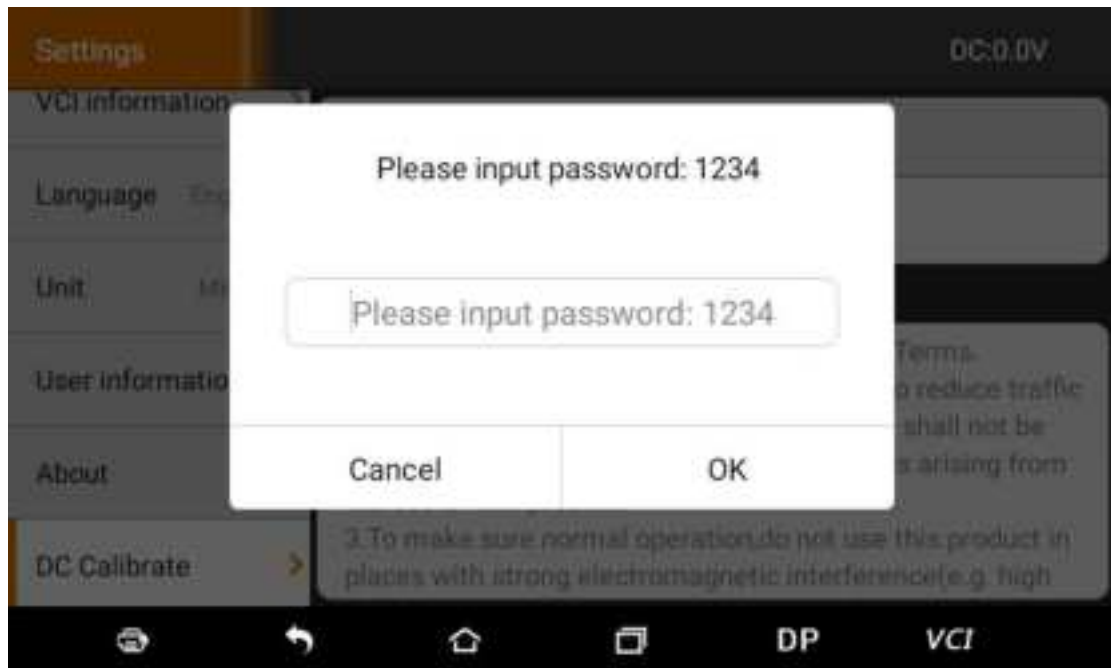 Settings
DC:0.0V
VCI information
Language
Unit
User informatio
About
DC Calibrate
Please input password: 1234
Please input password: 1234
Cancel
OK
Terms.
o reduce traffic
shall not be
s arising from
3.To make sure normal operation,do not use this product in
places with strong electromagnetic interference(e.g. high
DP
VCI